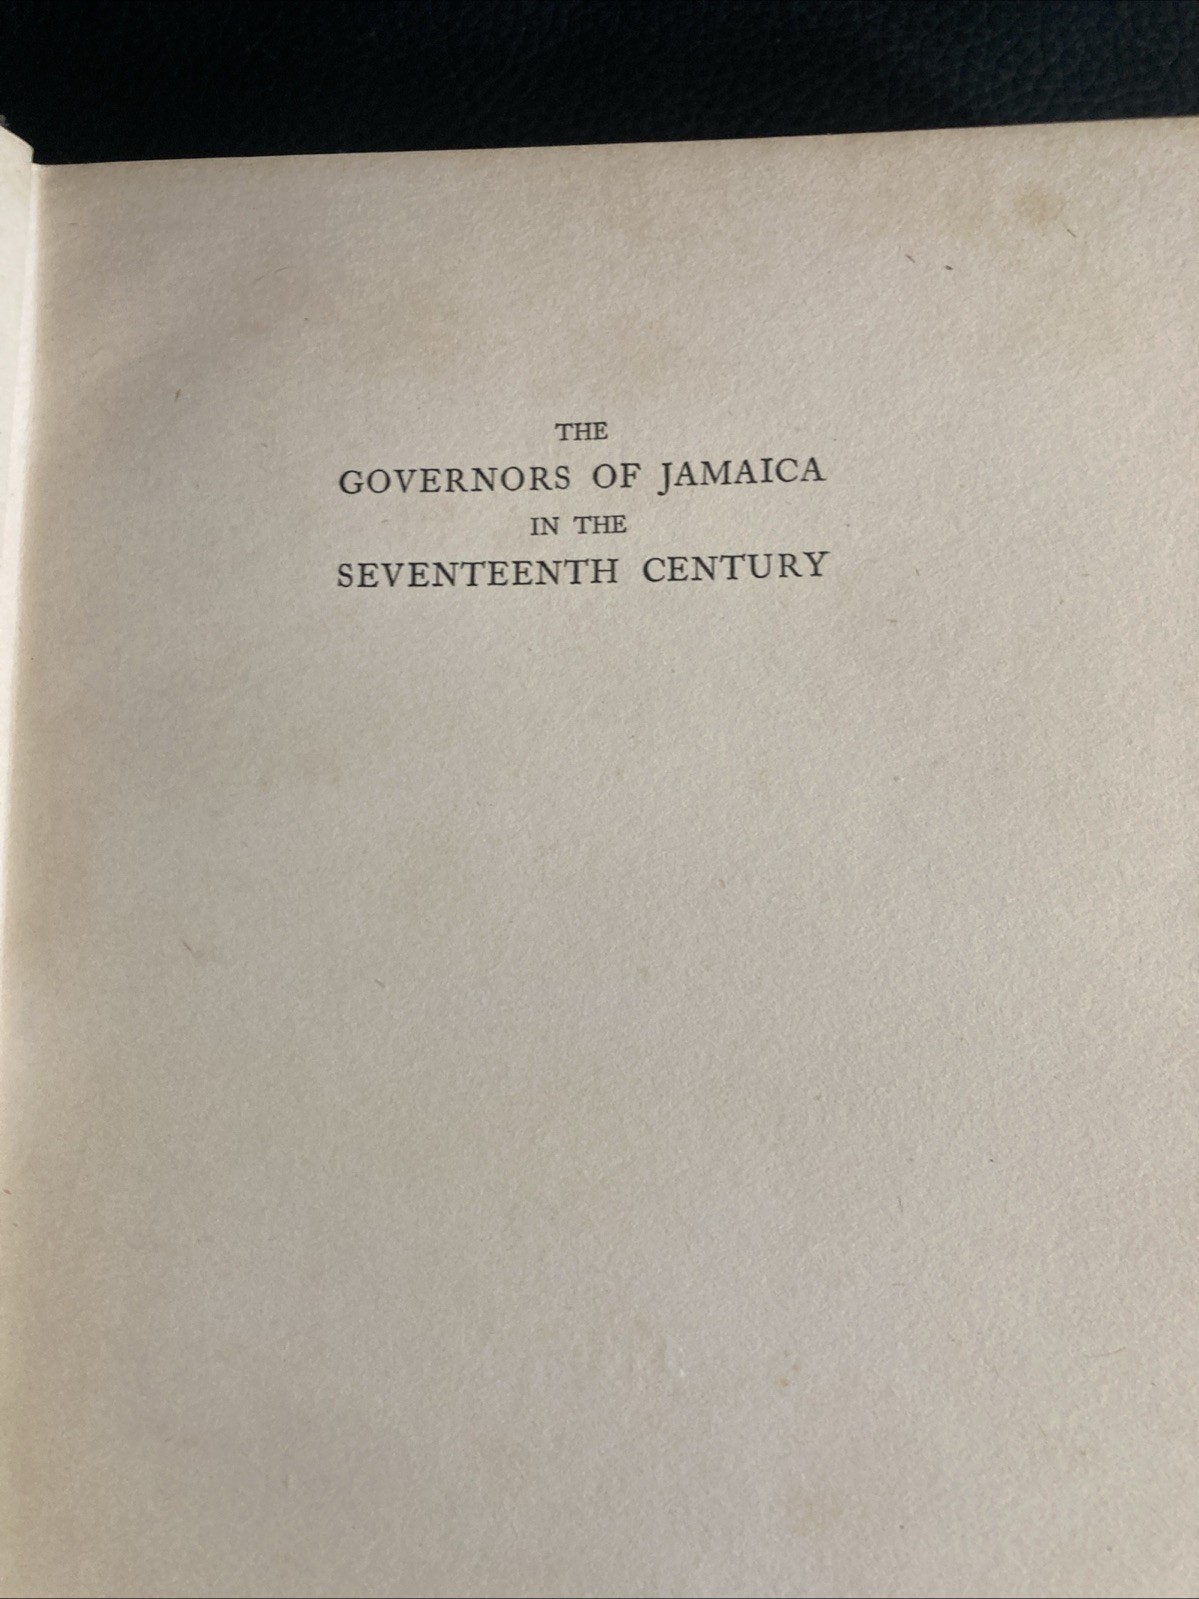 THE
GOVERNORS OF JAMAICA
IN THE
SEVENTEENTH CENTURY